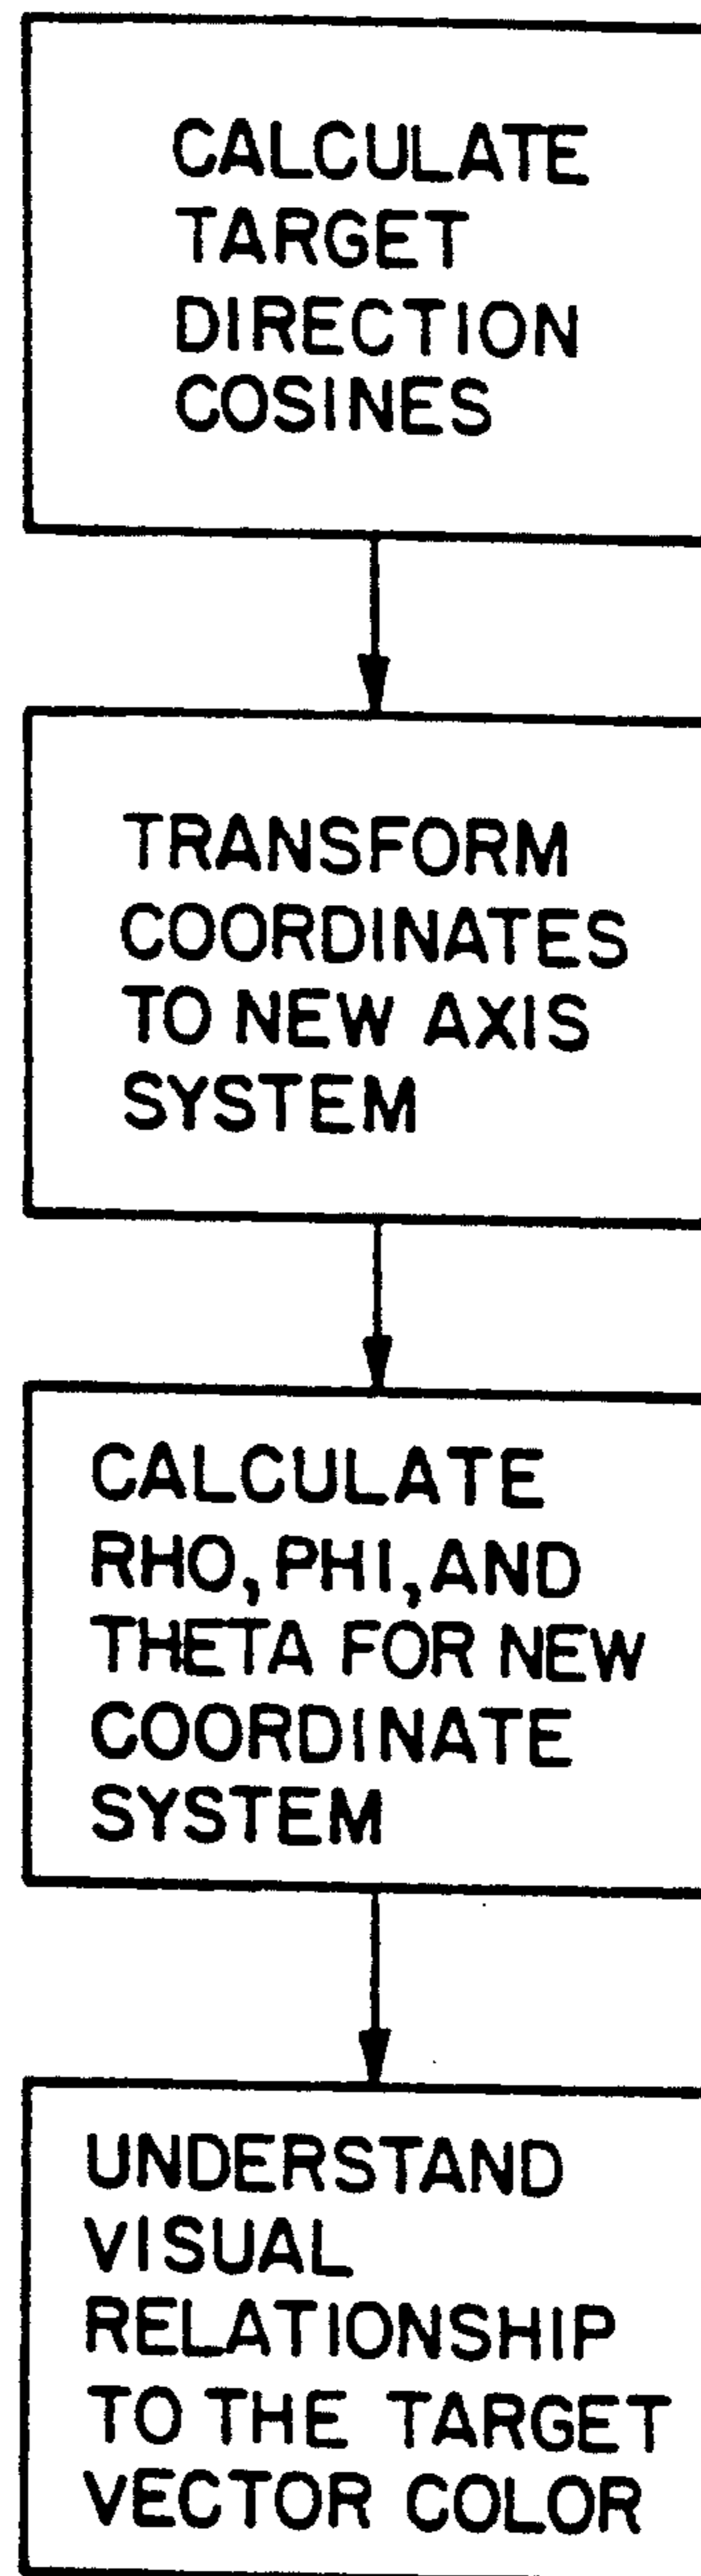 CALCULATE
TARGET
DIRECTION
COSINES
TRANSFORM
COORDINATES
TO NEW AXIS
SYSTEM
CALCULATE
RHO, PHI, AND
THETA FOR NEW
COORDINATE
SYSTEM
UNDERSTAND
VISUAL
RELATIONSHIP
TO THE TARGET
VECTOR COLOR